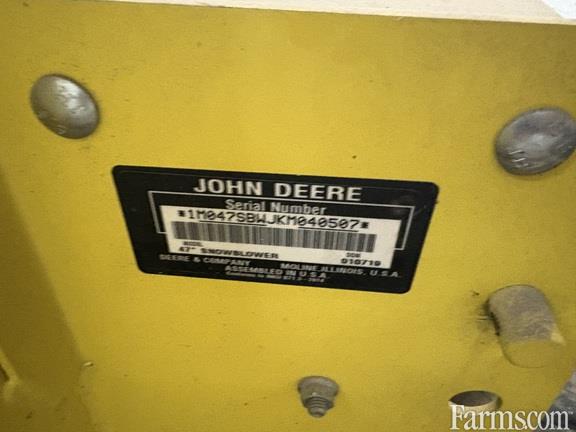 JOHN DEERE
Serial Number
*1M047SBWJKM040507*
MODEL DOM
47" SNOWBLOWER 010719
DEERE & COMPANY MOLINE, ILLINOIS, U.S.A.
ASSEMBLED IN U.S.A.
Farms.com